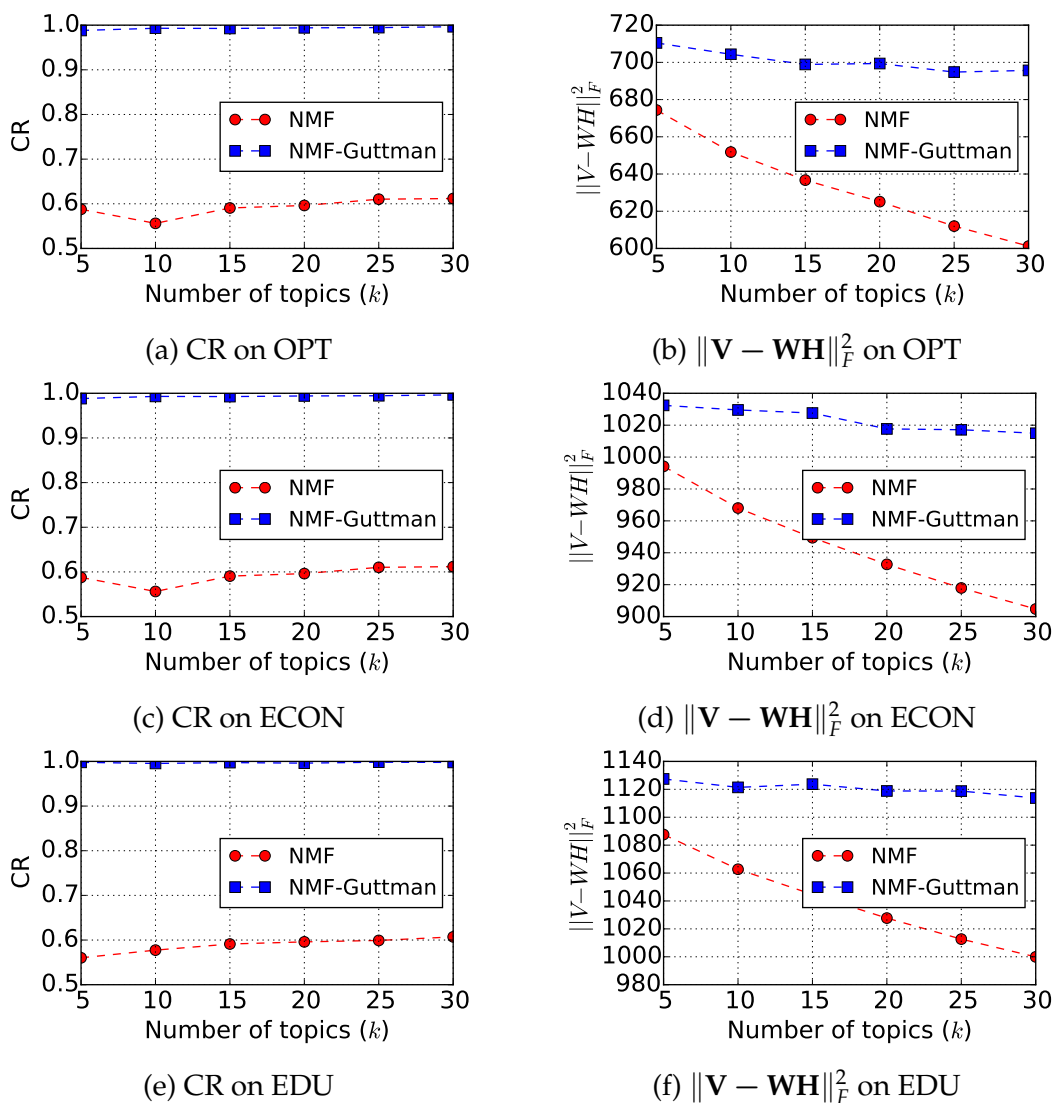 1.0
0.9
0.8
0.7
0.6
0.5
CR
NMF
NMF-Guttman
5 10 15 20 25 30
Number of topics (k)
(a) CR on OPT
720
700
680
660
640
620
600
||V−WH||²_F
NMF
NMF-Guttman
5 10 15 20 25 30
Number of topics (k)
(b) ‖V − WH‖²_F on OPT
1.0
0.9
0.8
0.7
0.6
0.5
CR
NMF
NMF-Guttman
5 10 15 20 25 30
Number of topics (k)
(c) CR on ECON
1040
1020
1000
980
960
940
920
900
||V−WH||²_F
NMF
NMF-Guttman
5 10 15 20 25 30
Number of topics (k)
(d) ‖V − WH‖²_F on ECON
1.0
0.9
0.8
0.7
0.6
0.5
CR
NMF
NMF-Guttman
5 10 15 20 25 30
Number of topics (k)
(e) CR on EDU
1140
1120
1100
1080
1060
1040
1020
1000
980
||V−WH||²_F
NMF
NMF-Guttman
5 10 15 20 25 30
Number of topics (k)
(f) ‖V − WH‖²_F on EDU